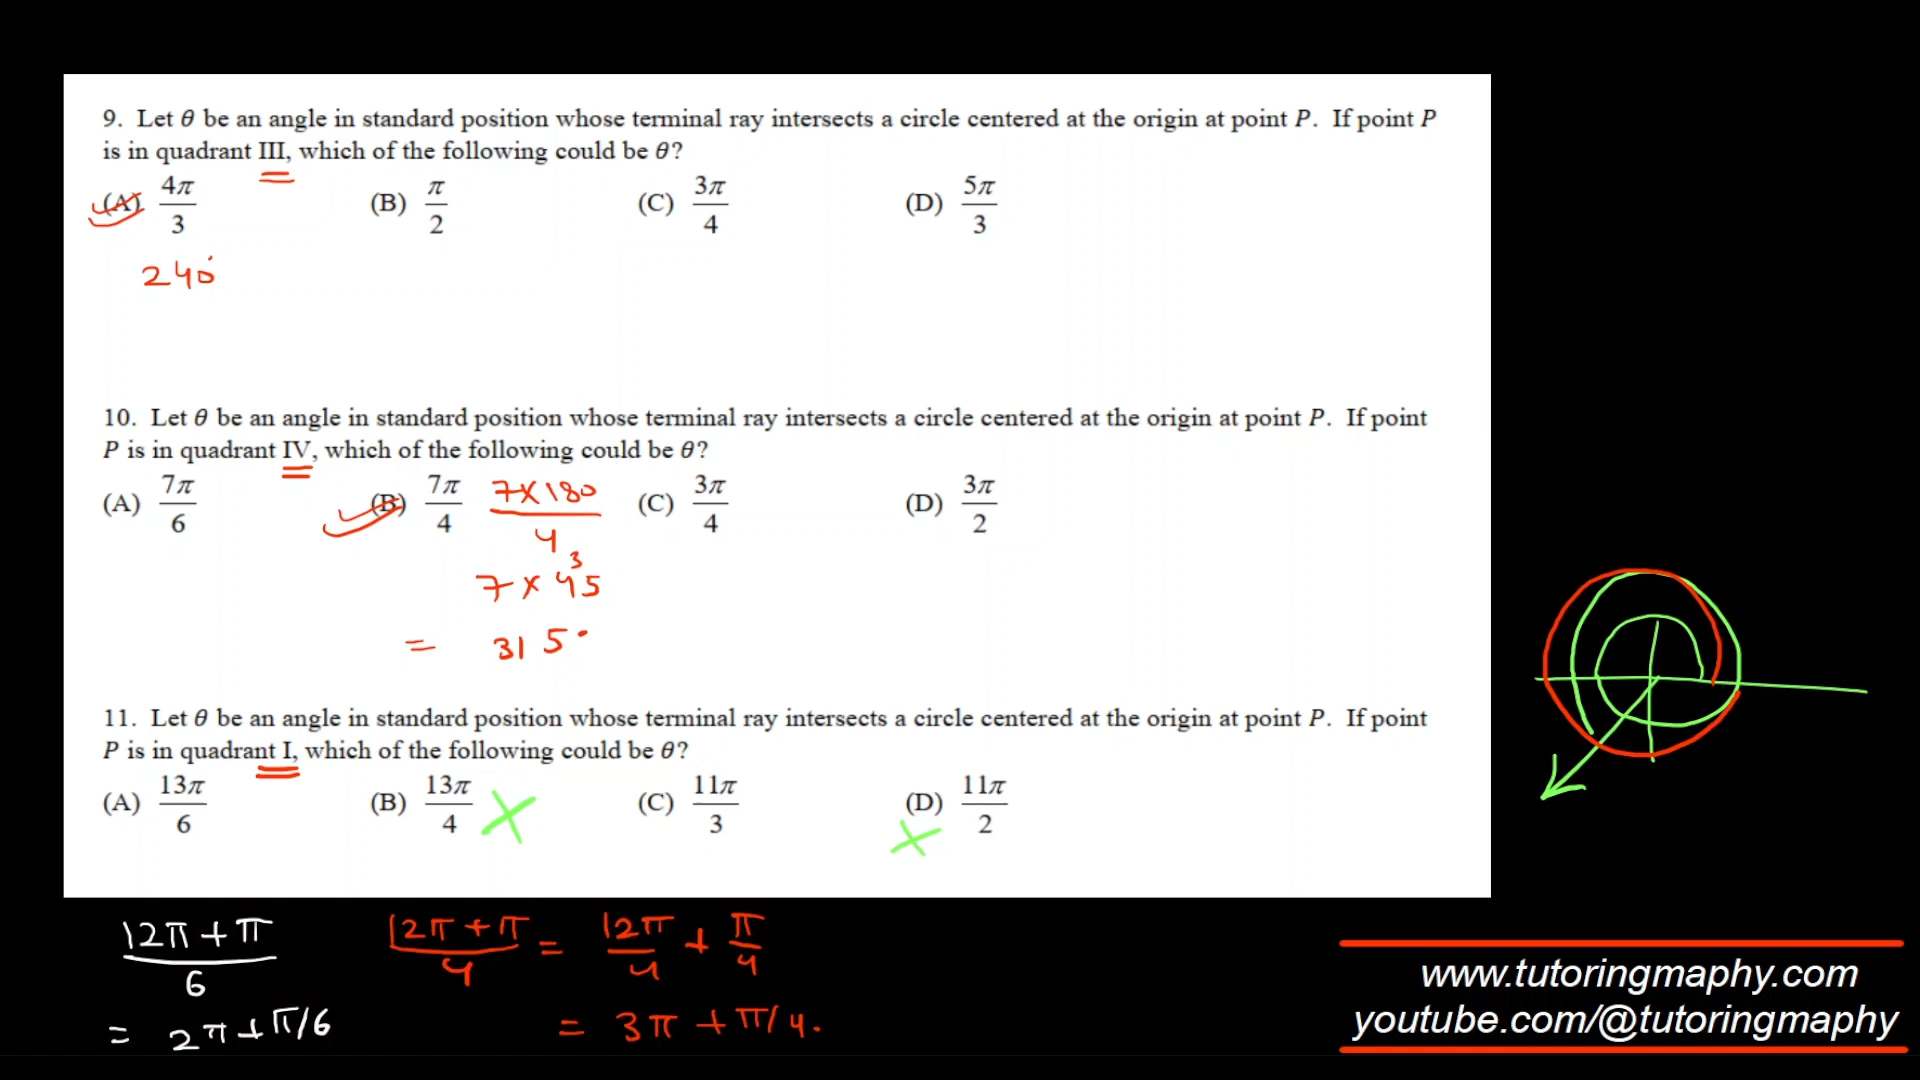 9. Let θ be an angle in standard position whose terminal ray intersects a circle centered at the origin at point P. If point P
is in quadrant III, which of the following could be θ?
(A) 4π/3 (B) π/2 (C) 3π/4 (D) 5π/3
240°
10. Let θ be an angle in standard position whose terminal ray intersects a circle centered at the origin at point P. If point
P is in quadrant IV, which of the following could be θ?
(A) 7π/6 (B) 7π/4 (C) 3π/4 (D) 3π/2
7×180/4
3
7×45
= 315°
11. Let θ be an angle in standard position whose terminal ray intersects a circle centered at the origin at point P. If point
P is in quadrant I, which of the following could be θ?
(A) 13π/6 (B) 13π/4 (C) 11π/3 (D) 11π/2
(12π+π)/6
= 2π+π/6
(12π+π)/4 = 12π/4 + π/4
= 3π+π/4.
www.tutoringmaphy.com
youtube.com/@tutoringmaphy